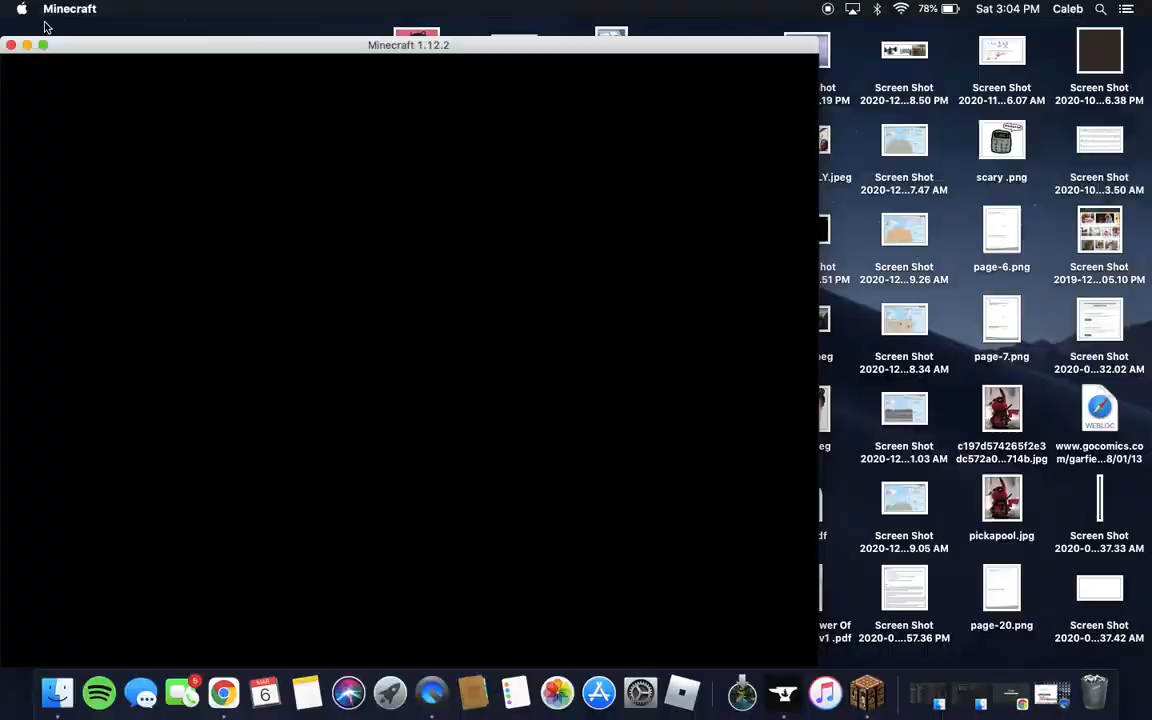 Minecraft
78%
Sat 3:04 PM
Caleb
Minecraft 1.12.2
hot
.19 PM
Screen Shot
2020-12...8.50 PM
Screen Shot
2020-11...6.07 AM
Screen Shot
2020-10...6.38 PM
LY.jpeg
Screen Shot
2020-12...7.47 AM
scary .png
Screen Shot
2020-10...3.50 AM
hot
.51 PM
Screen Shot
2020-12...9.26 AM
page-6.png
Screen Shot
2019-12...05.10 PM
peg
Screen Shot
2020-12...8.34 AM
page-7.png
Screen Shot
2020-0...32.02 AM
WEBLOC
eg
Screen Shot
2020-12...1.03 AM
c197d574265f2e3
dc572a0...714b.jpg
www.gocomics.co
m/garfie...8/01/13
df
Screen Shot
2020-12...9.05 AM
pickapool.jpg
Screen Shot
2020-0...37.33 AM
wer Of
v1 .pdf
Screen Shot
2020-0....57.36 PM
page-20.png
Screen Shot
2020-0...37.42 AM
5
MAR
6